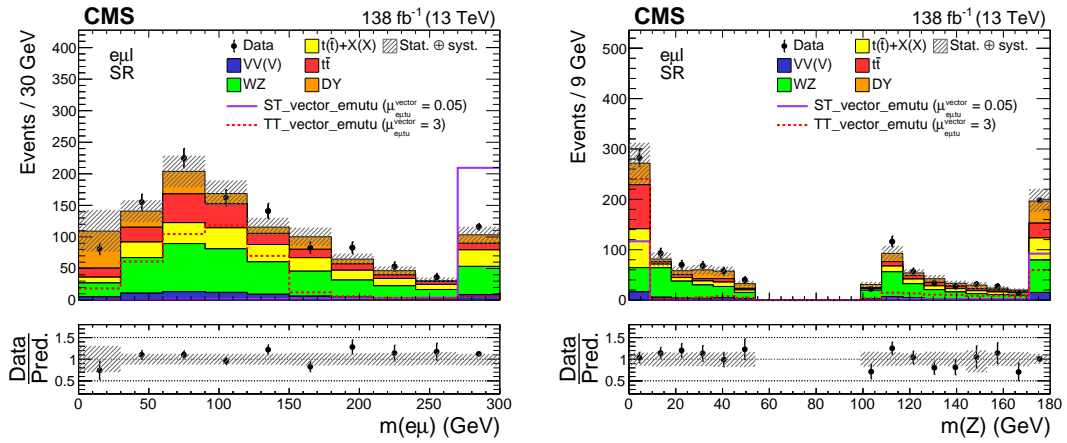 CMS 138 fb⁻¹ (13 TeV)
Events / 30 GeV
400
350
300
250
200
150
100
50
0
eμl
SR
Data
t(t̄)+X(X)
Stat. ⊕ syst.
VV(V)
tt̄
WZ
DY
ST_vector_emutu (μ^vector_eμtu = 0.05)
TT_vector_emutu (μ^vector_eμtu = 3)
Data
Pred.
1.5
1
0.5
0 50 100 150 200 250 300
m(eμ) (GeV)
CMS 138 fb⁻¹ (13 TeV)
Events / 9 GeV
500
400
300
200
100
0
eμl
SR
Data
t(t̄)+X(X)
Stat. ⊕ syst.
VV(V)
tt̄
WZ
DY
ST_vector_emutu (μ^vector_eμtu = 0.05)
TT_vector_emutu (μ^vector_eμtu = 3)
Data
Pred.
1.5
1
0.5
0 20 40 60 80 100 120 140 160 180
m(Z) (GeV)